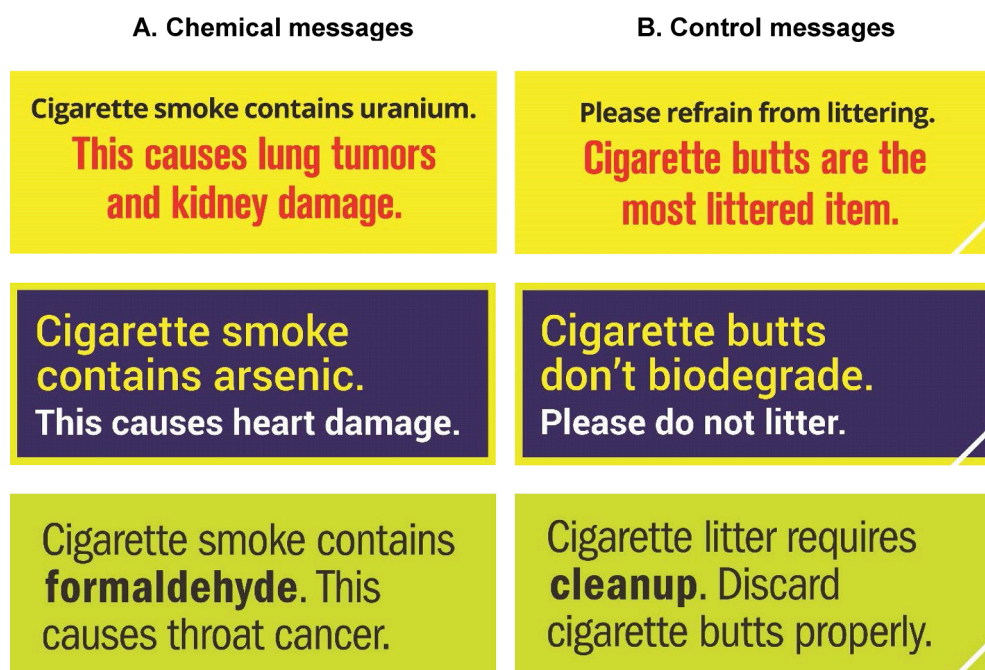 A. Chemical messages
Cigarette smoke contains uranium.
This causes lung tumors
and kidney damage.
Cigarette smoke
contains arsenic.
This causes heart damage.
Cigarette smoke contains
formaldehyde. This
causes throat cancer.
B. Control messages
Please refrain from littering.
Cigarette butts are the
most littered item.
Cigarette butts
don’t biodegrade.
Please do not litter.
Cigarette litter requires
cleanup. Discard
cigarette butts properly.